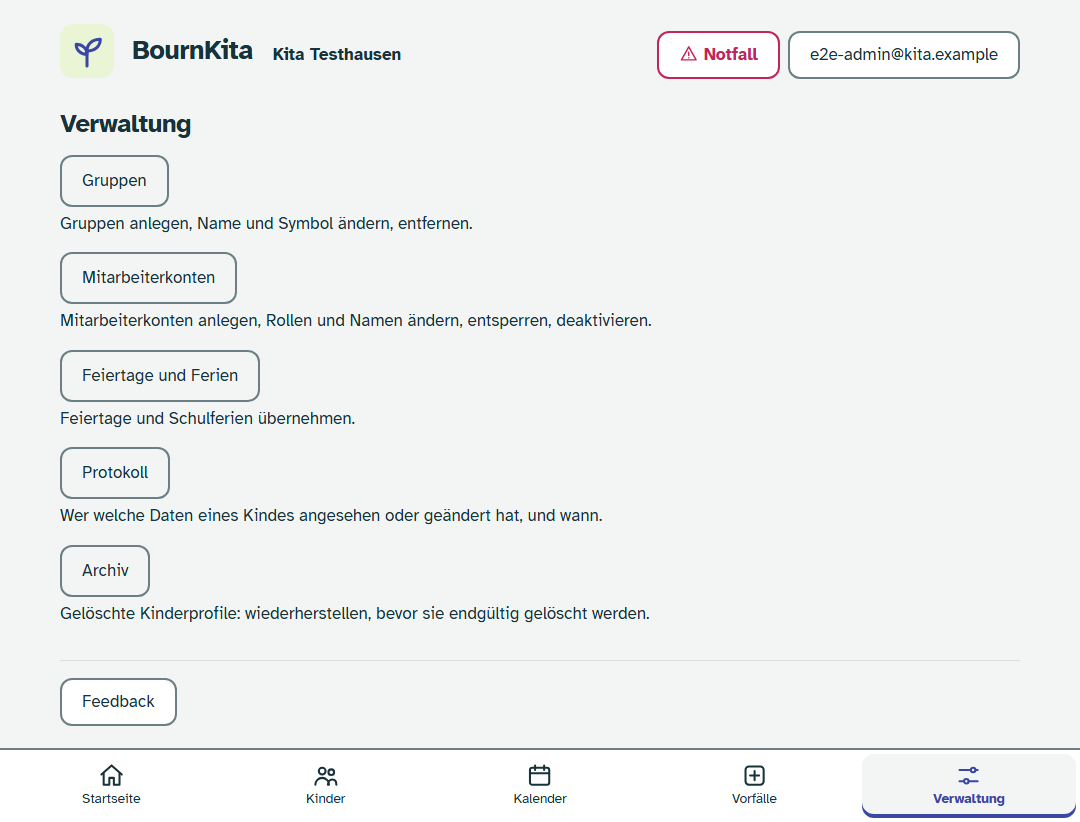 BournKita
Kita Testhausen
Notfall
e2e-admin@kita.example
Verwaltung
Gruppen
Gruppen anlegen, Name und Symbol ändern, entfernen.
Mitarbeiterkonten
Mitarbeiterkonten anlegen, Rollen und Namen ändern, entsperren, deaktivieren.
Feiertage und Ferien
Feiertage und Schulferien übernehmen.
Protokoll
Wer welche Daten eines Kindes angesehen oder geändert hat, und wann.
Archiv
Gelöschte Kinderprofile: wiederherstellen, bevor sie endgültig gelöscht werden.
Feedback
Startseite
Kinder
Kalender
Vorfälle
Verwaltung